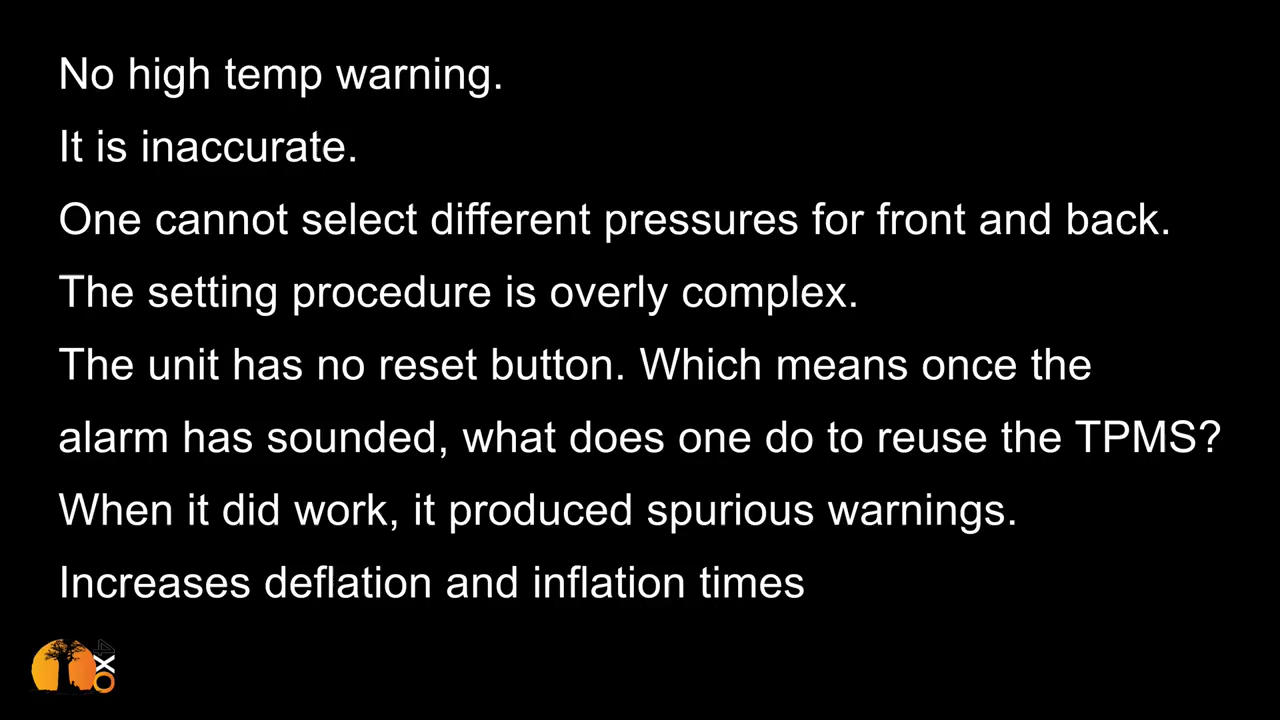 No high temp warning.
It is inaccurate.
One cannot select different pressures for front and back.
The setting procedure is overly complex.
The unit has no reset button. Which means once the
alarm has sounded, what does one do to reuse the TPMS?
When it did work, it produced spurious warnings.
Increases deflation and inflation times
4XO